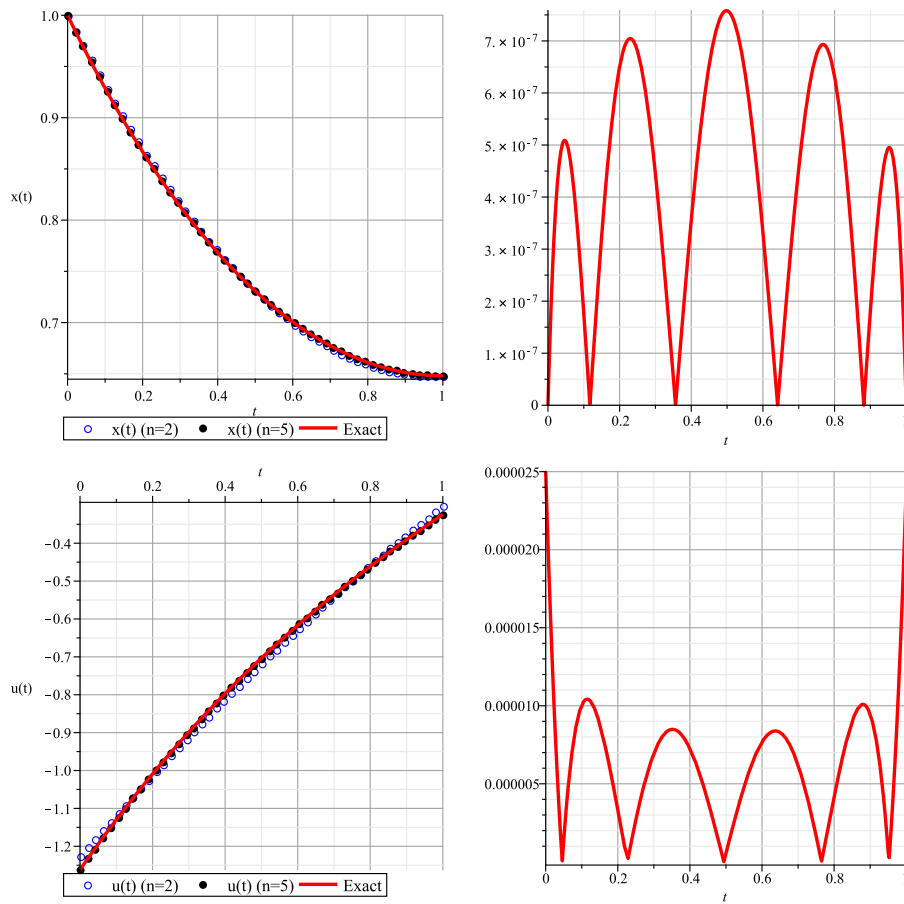 1.0
0.9
x(t)
0.8
0.7
0 0.2 0.4 0.6 0.8 1
t
x(t) (n=2) x(t) (n=5) Exact
7. × 10⁻⁷
6. × 10⁻⁷
5. × 10⁻⁷
4. × 10⁻⁷
3. × 10⁻⁷
2. × 10⁻⁷
1. × 10⁻⁷
0
0 0.2 0.4 0.6 0.8
t
t
0 0.2 0.4 0.6 0.8 1
−0.4
−0.5
−0.6
−0.7
u(t)
−0.8
−0.9
−1.0
−1.1
−1.2
u(t) (n=2) u(t) (n=5) Exact
0.000020
0.000015
0.000010
0.000005
0 0.2 0.4 0.6 0.8
t